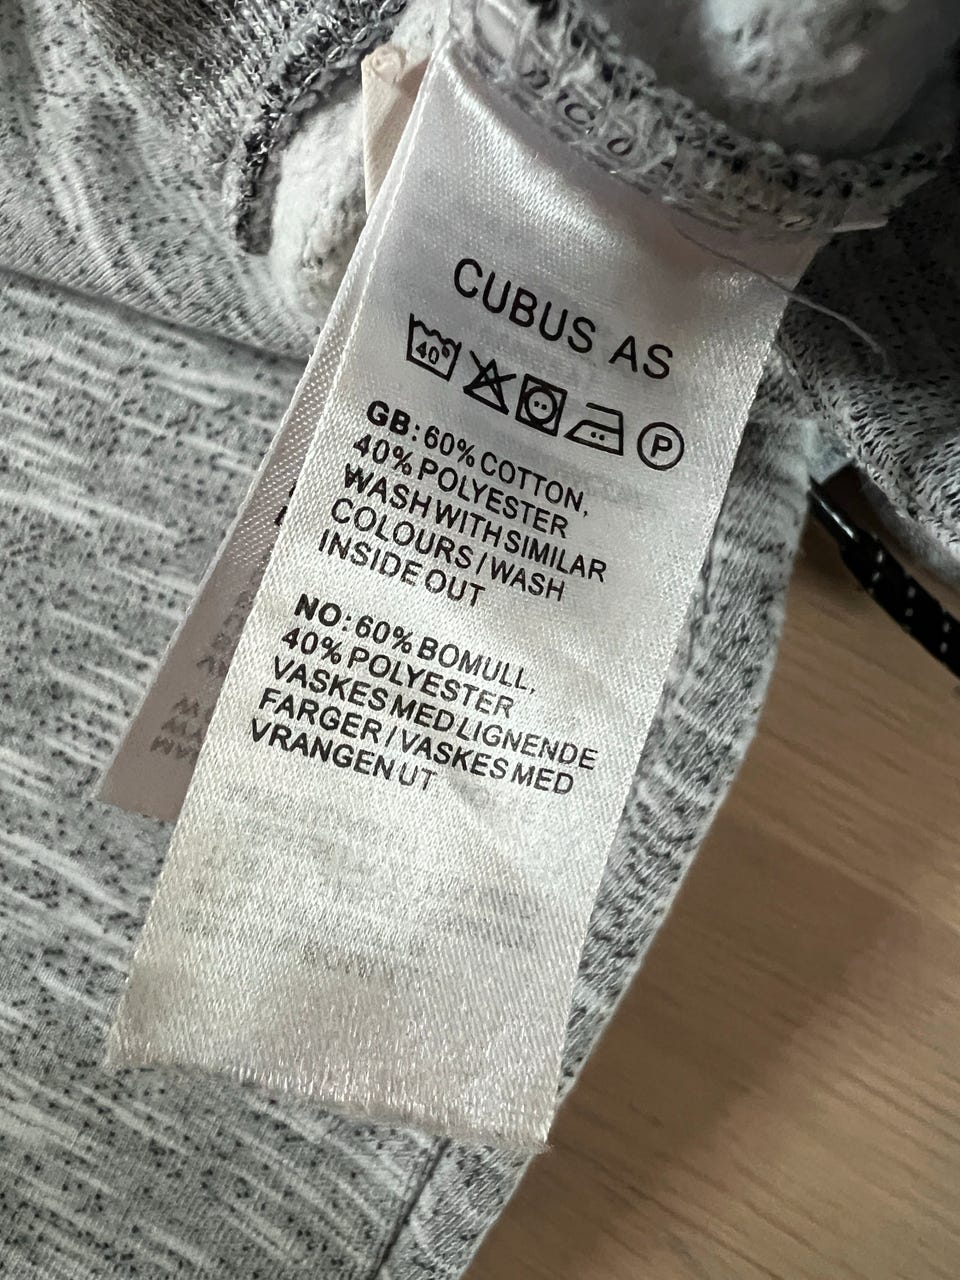 CUBUS AS
40°
P
GB: 60% COTTON,
40% POLYESTER
WASH WITH SIMILAR
COLOURS / WASH
INSIDE OUT
NO: 60% BOMULL,
40% POLYESTER
VASKES MED LIGNENDE
FARGER / VASKES MED
VRANGEN UT